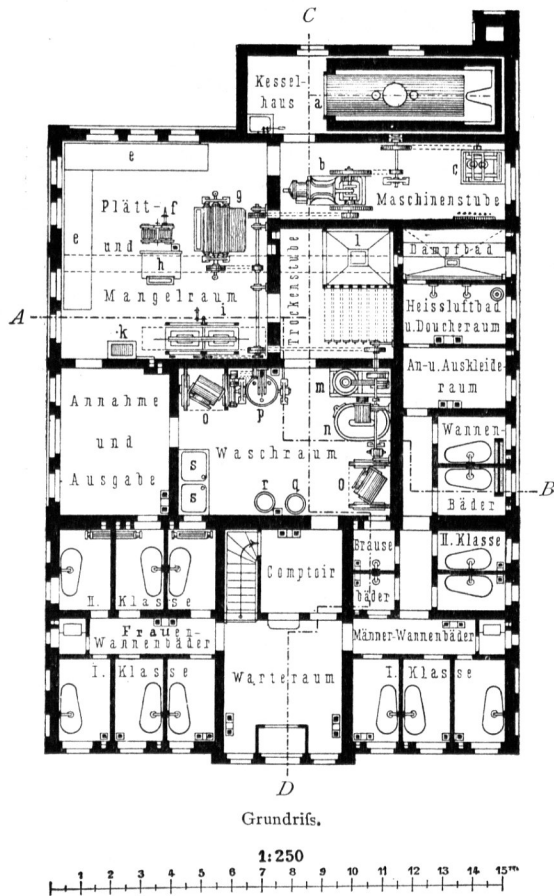 C
Kessel-
haus
a
b
c
Maschinenstube
e
e
Plätt-
f
g
und
h
Mangelraum
i
k
Trockenstube
l
Dampfbad
Heissluftbad
u. Doucheraum
A
An- u. Auskleide
raum
Annahme
und
Ausgabe
o
p
m
n
Waschraum
s
s
r
q
o
Wannen-
Bäder
B
II. Klasse
Brause
bäder
Comptoir
II. Klasse
Frauen-
Wannenbäder
Männer-Wannenbäder
I. Klasse
Warteraum
I. Klasse
D
Grundriſs.
1:250
1 2 3 4 5 6 7 8 9 10 11 12 13 14 15m